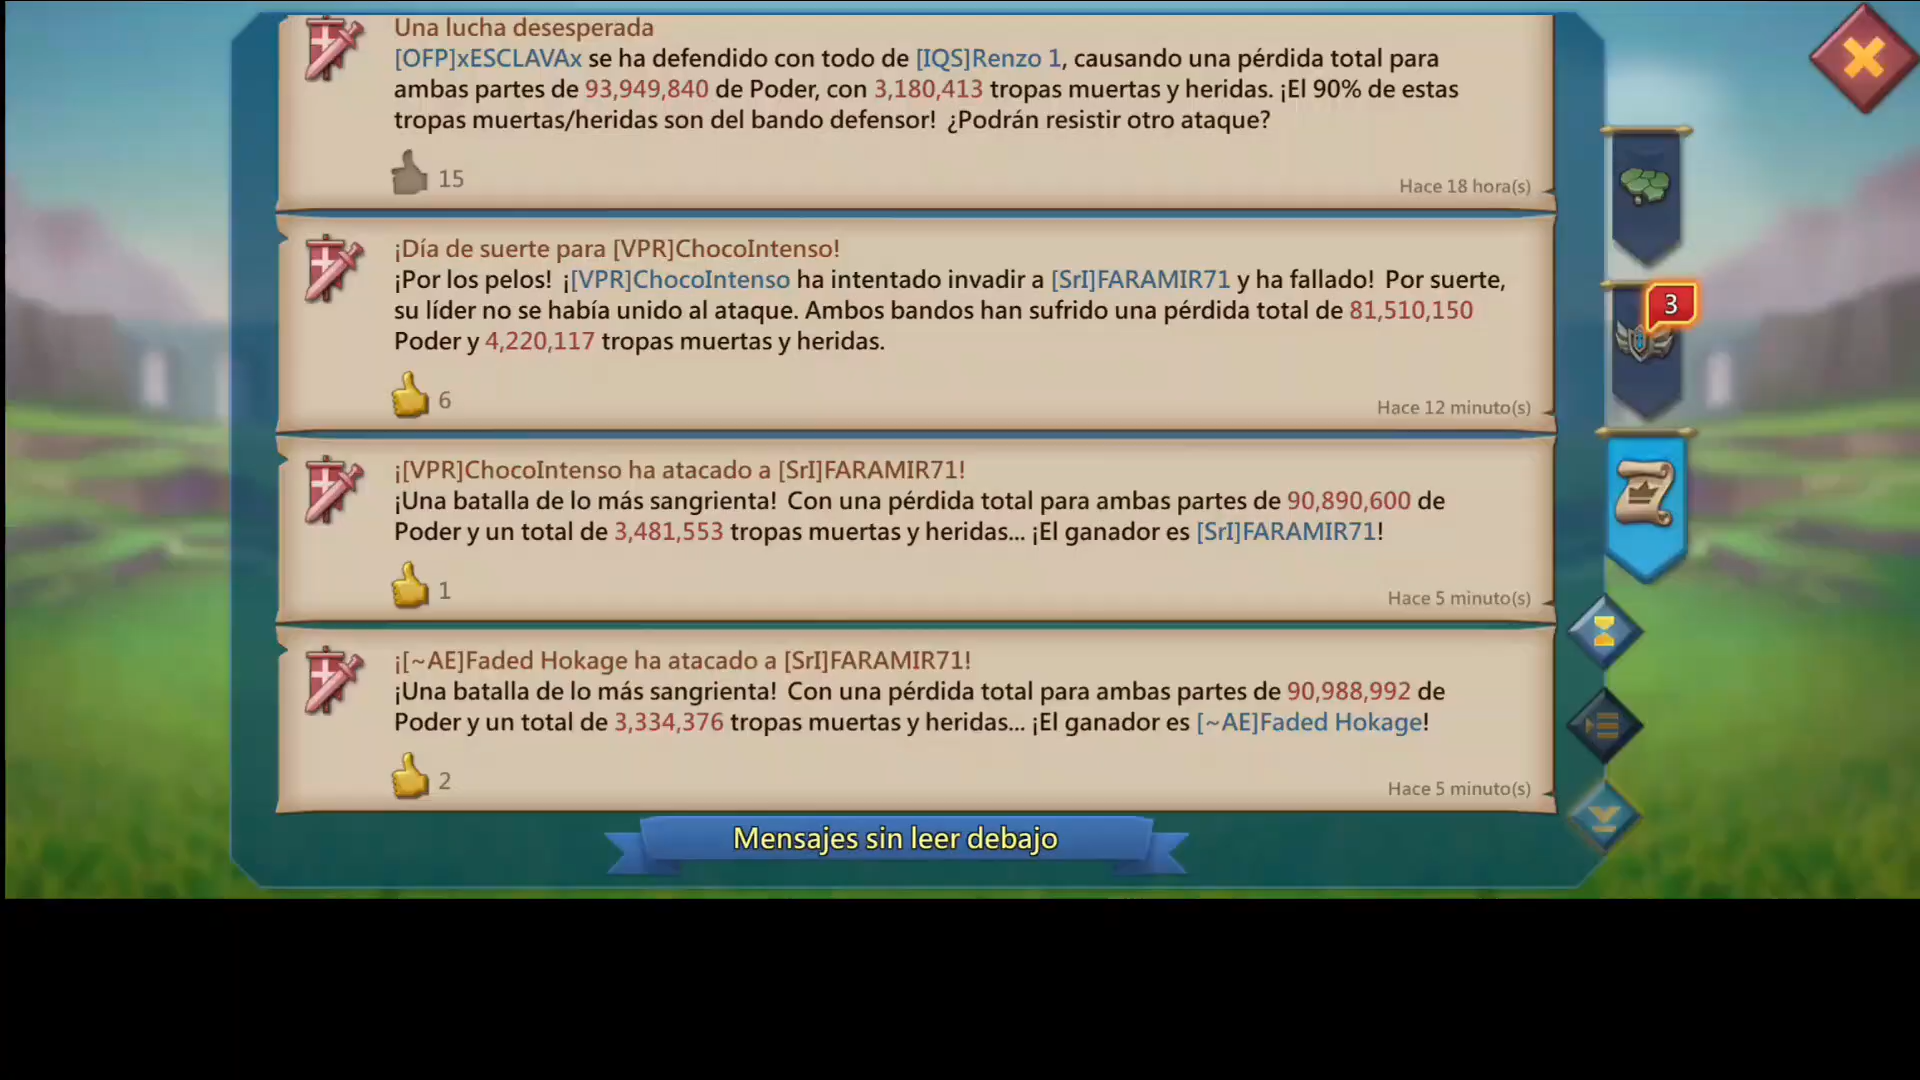 Una lucha desesperada
[OFP]xESCLAVAx se ha defendido con todo de [IQS]Renzo 1, causando una pérdida total para
ambas partes de 93,949,840 de Poder, con 3,180,413 tropas muertas y heridas. ¡El 90% de estas
tropas muertas/heridas son del bando defensor! ¿Podrán resistir otro ataque?
15
Hace 18 hora(s)
¡Día de suerte para [VPR]ChocoIntenso!
¡Por los pelos! ¡[VPR]ChocoIntenso ha intentado invadir a [SrI]FARAMIR71 y ha fallado! Por suerte,
su líder no se había unido al ataque. Ambos bandos han sufrido una pérdida total de 81,510,150
Poder y 4,220,117 tropas muertas y heridas.
6
Hace 12 minuto(s)
3
¡[VPR]ChocoIntenso ha atacado a [SrI]FARAMIR71!
¡Una batalla de lo más sangrienta! Con una pérdida total para ambas partes de 90,890,600 de
Poder y un total de 3,481,553 tropas muertas y heridas... ¡El ganador es [SrI]FARAMIR71!
1
Hace 5 minuto(s)
¡[~AE]Faded Hokage ha atacado a [SrI]FARAMIR71!
¡Una batalla de lo más sangrienta! Con una pérdida total para ambas partes de 90,988,992 de
Poder y un total de 3,334,376 tropas muertas y heridas... ¡El ganador es [~AE]Faded Hokage!
2
Hace 5 minuto(s)
Mensajes sin leer debajo